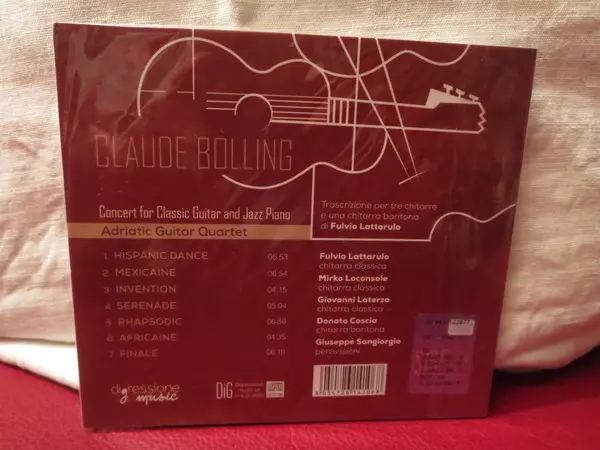 CLAUDE BOLLING
Concert for Classic Guitar and Jazz Piano
Adriatic Guitar Quartet
Trascrizione per tre chitarre
e una chitarra baritona
di Fulvio Lattarulo
1. HISPANIC DANCE 05:53
2. MEXICAINE 06:54
3. INVENTION 04:15
4. SERENADE 05:04
5. RHAPSODIC 06:56
6. AFRICAINE 04:35
7. FINALE 06:19
Fulvio Lattarulo
chitarra classica
Mirko Loconsole
chitarra classica
Giovanni Laterza
chitarra classica
Donato Coscia
chitarra baritona
Giuseppe Sangiorgio
percussioni
digressione
music
DiG